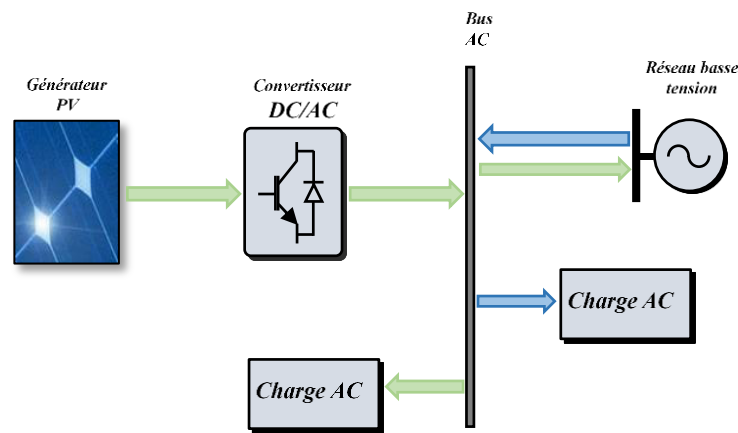 Générateur
PV
Convertisseur
DC/AC
Bus
AC
Réseau basse
tension
Charge AC
Charge AC